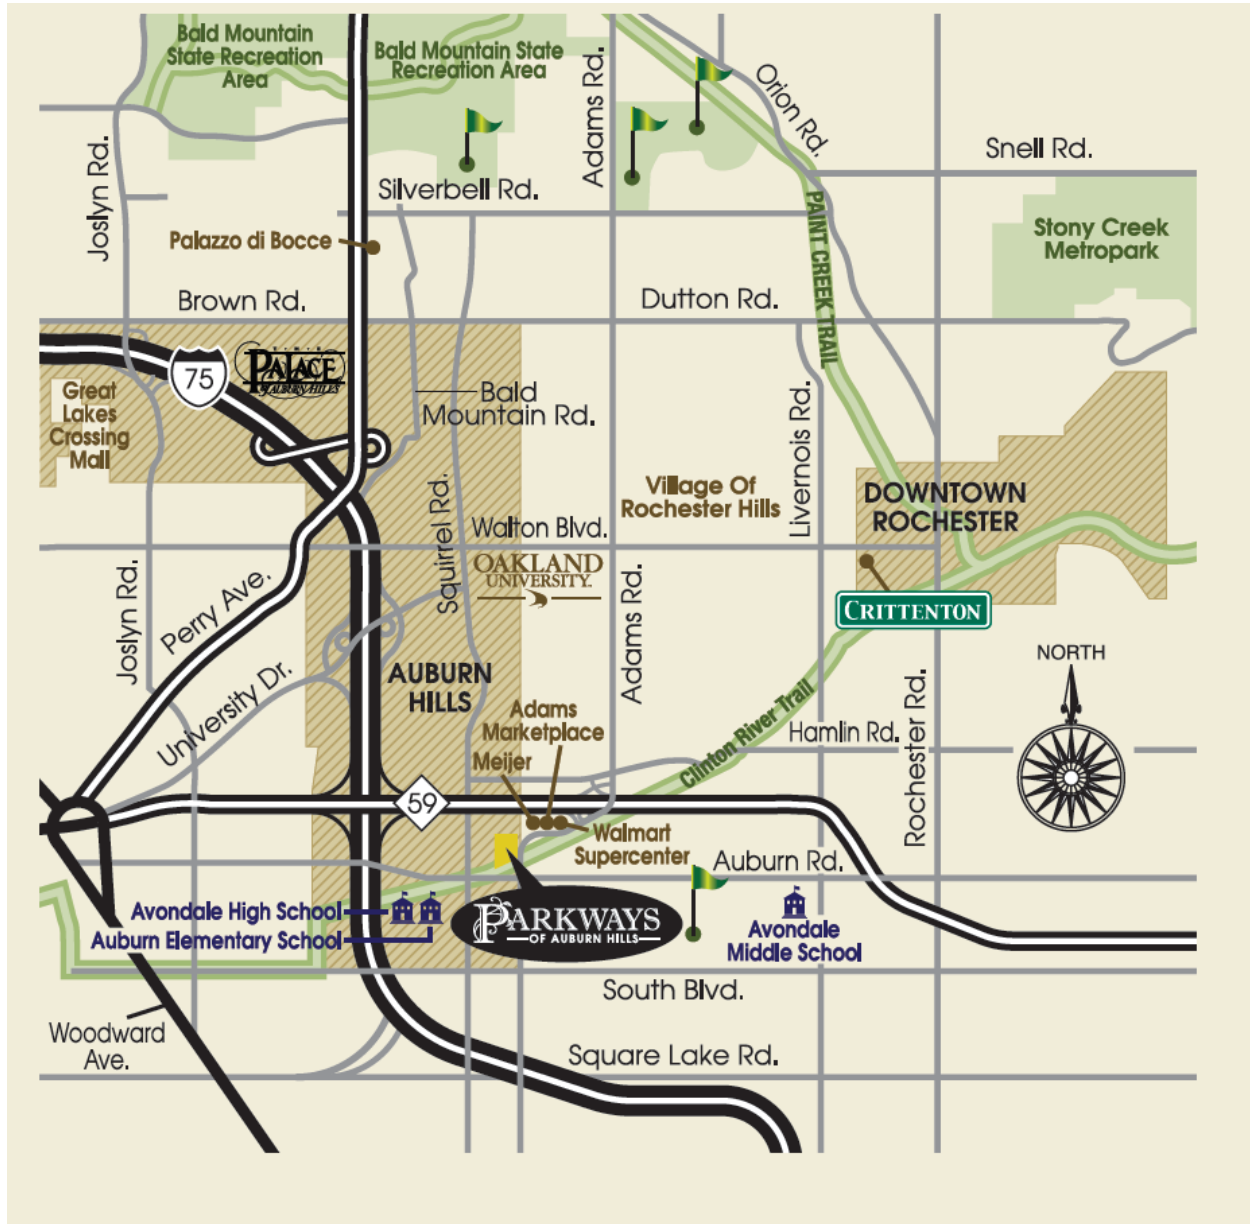 Bald Mountain
State Recreation
Area
Bald Mountain State
Recreation Area
Adams Rd.
Orion Rd.
Snell Rd.
Joslyn Rd.
Silverbell Rd.
PAINT CREEK TRAIL
Stony Creek
Metropark
Palazzo di Bocce
Brown Rd.
Dutton Rd.
75
PALACE
OF AUBURN HILLS
Great
Lakes
Crossing
Mall
Bald
Mountain Rd.
Livernois Rd.
Village Of
Rochester Hills
DOWNTOWN
ROCHESTER
Squirrel Rd.
Walton Blvd.
OAKLAND
UNIVERSITY.
Joslyn Rd.
Perry Ave.
Adams Rd.
CRITTENTON
University Dr.
AUBURN
HILLS
NORTH
Adams
Marketplace
Meijer
Clinton River Trail
Hamlin Rd.
Rochester Rd.
59
Walmart
Supercenter
Auburn Rd.
Avondale High School
Auburn Elementary School
PARKWAYS
OF AUBURN HILLS
Avondale
Middle School
South Blvd.
Woodward
Ave.
Square Lake Rd.